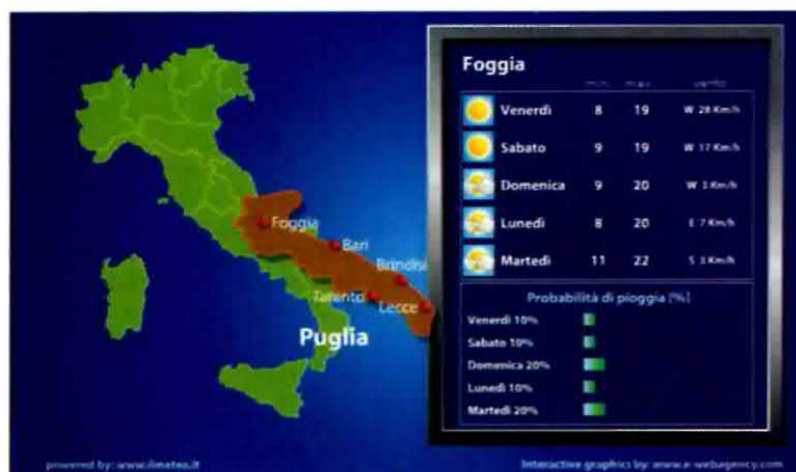 Foggia
min max vento
Venerdì 8 19 W 28 Km/h
Sabato 9 19 W 17 Km/h
Domenica 9 20 W 3 Km/h
Lunedì 8 20 E 7 Km/h
Martedì 11 22 S 3 Km/h
Probabilità di pioggia [%]
Venerdì 10%
Sabato 10%
Domenica 20%
Lunedì 10%
Martedì 20%
Foggia
Bari
Brindisi
Taranto
Lecce
Puglia
powered by: www.ilmeteo.it
Interactive graphics by: www.e-webagency.com